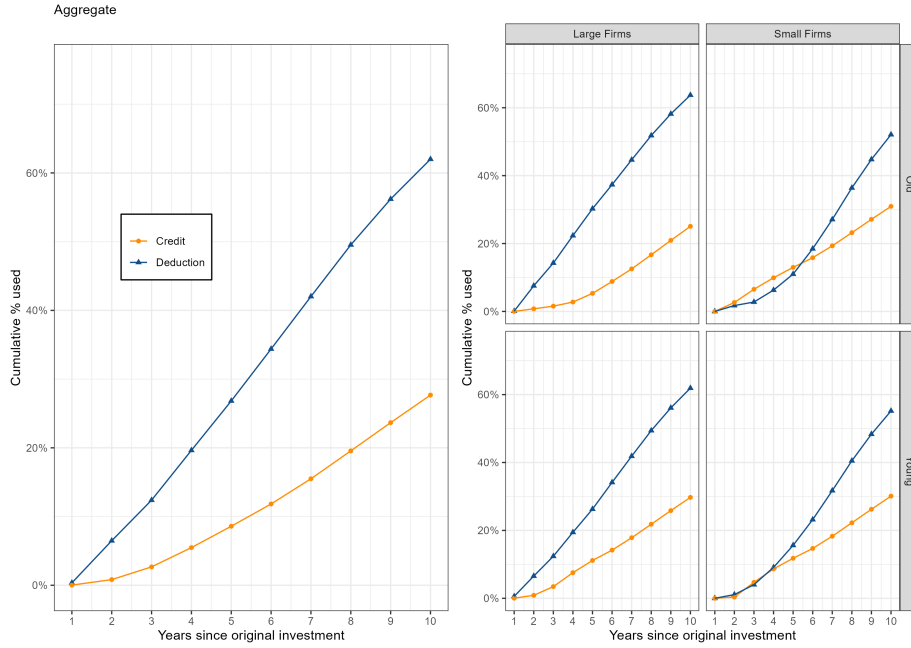 Aggregate
Cumulative % used
60%
40%
20%
0%
Credit
Deduction
1 2 3 4 5 6 7 8 9 10
Years since original investment
Large Firms
Small Firms
Cumulative % used
60%
40%
20%
0%
Old
60%
40%
20%
0%
Young
1 2 3 4 5 6 7 8 9 10
1 2 3 4 5 6 7 8 9 10
Years since original investment